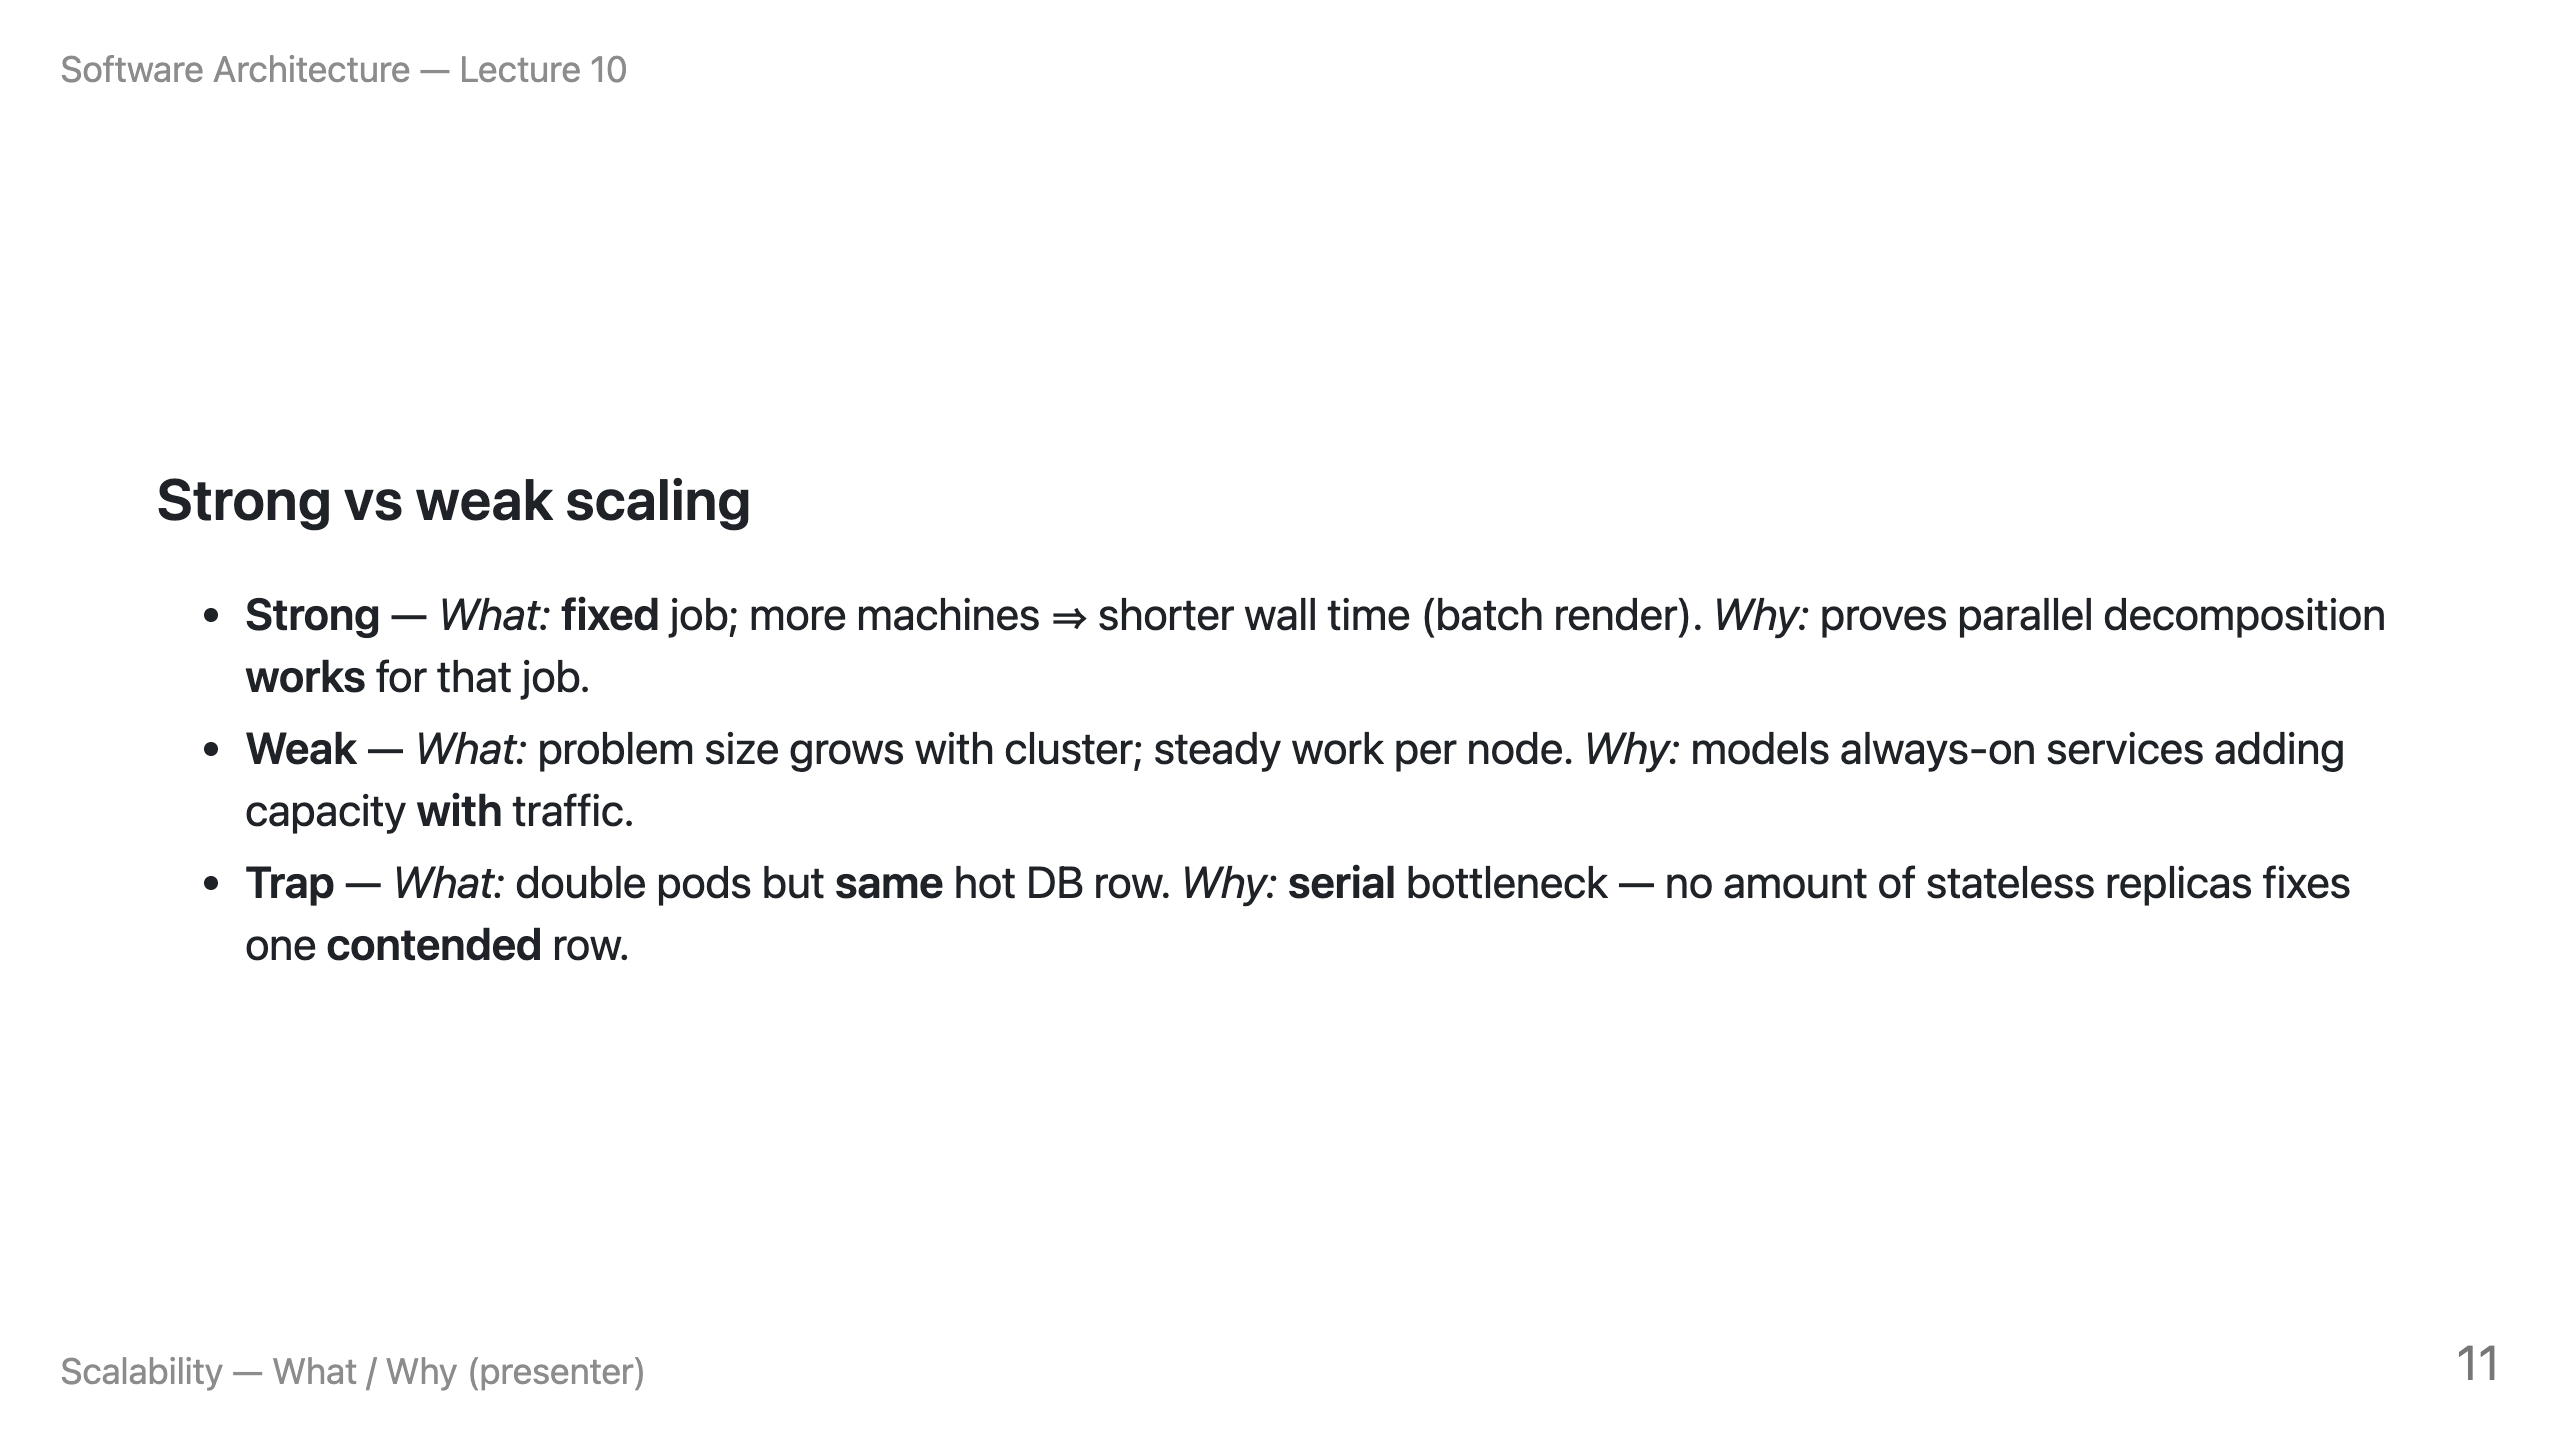 Software Architecture — Lecture 10
Strong vs weak scaling
• Strong — What: fixed job; more machines ⇒ shorter wall time (batch render). Why: proves parallel decomposition
works for that job.
• Weak — What: problem size grows with cluster; steady work per node. Why: models always-on services adding
capacity with traffic.
• Trap — What: double pods but same hot DB row. Why: serial bottleneck — no amount of stateless replicas fixes
one contended row.
Scalability — What / Why (presenter)
11